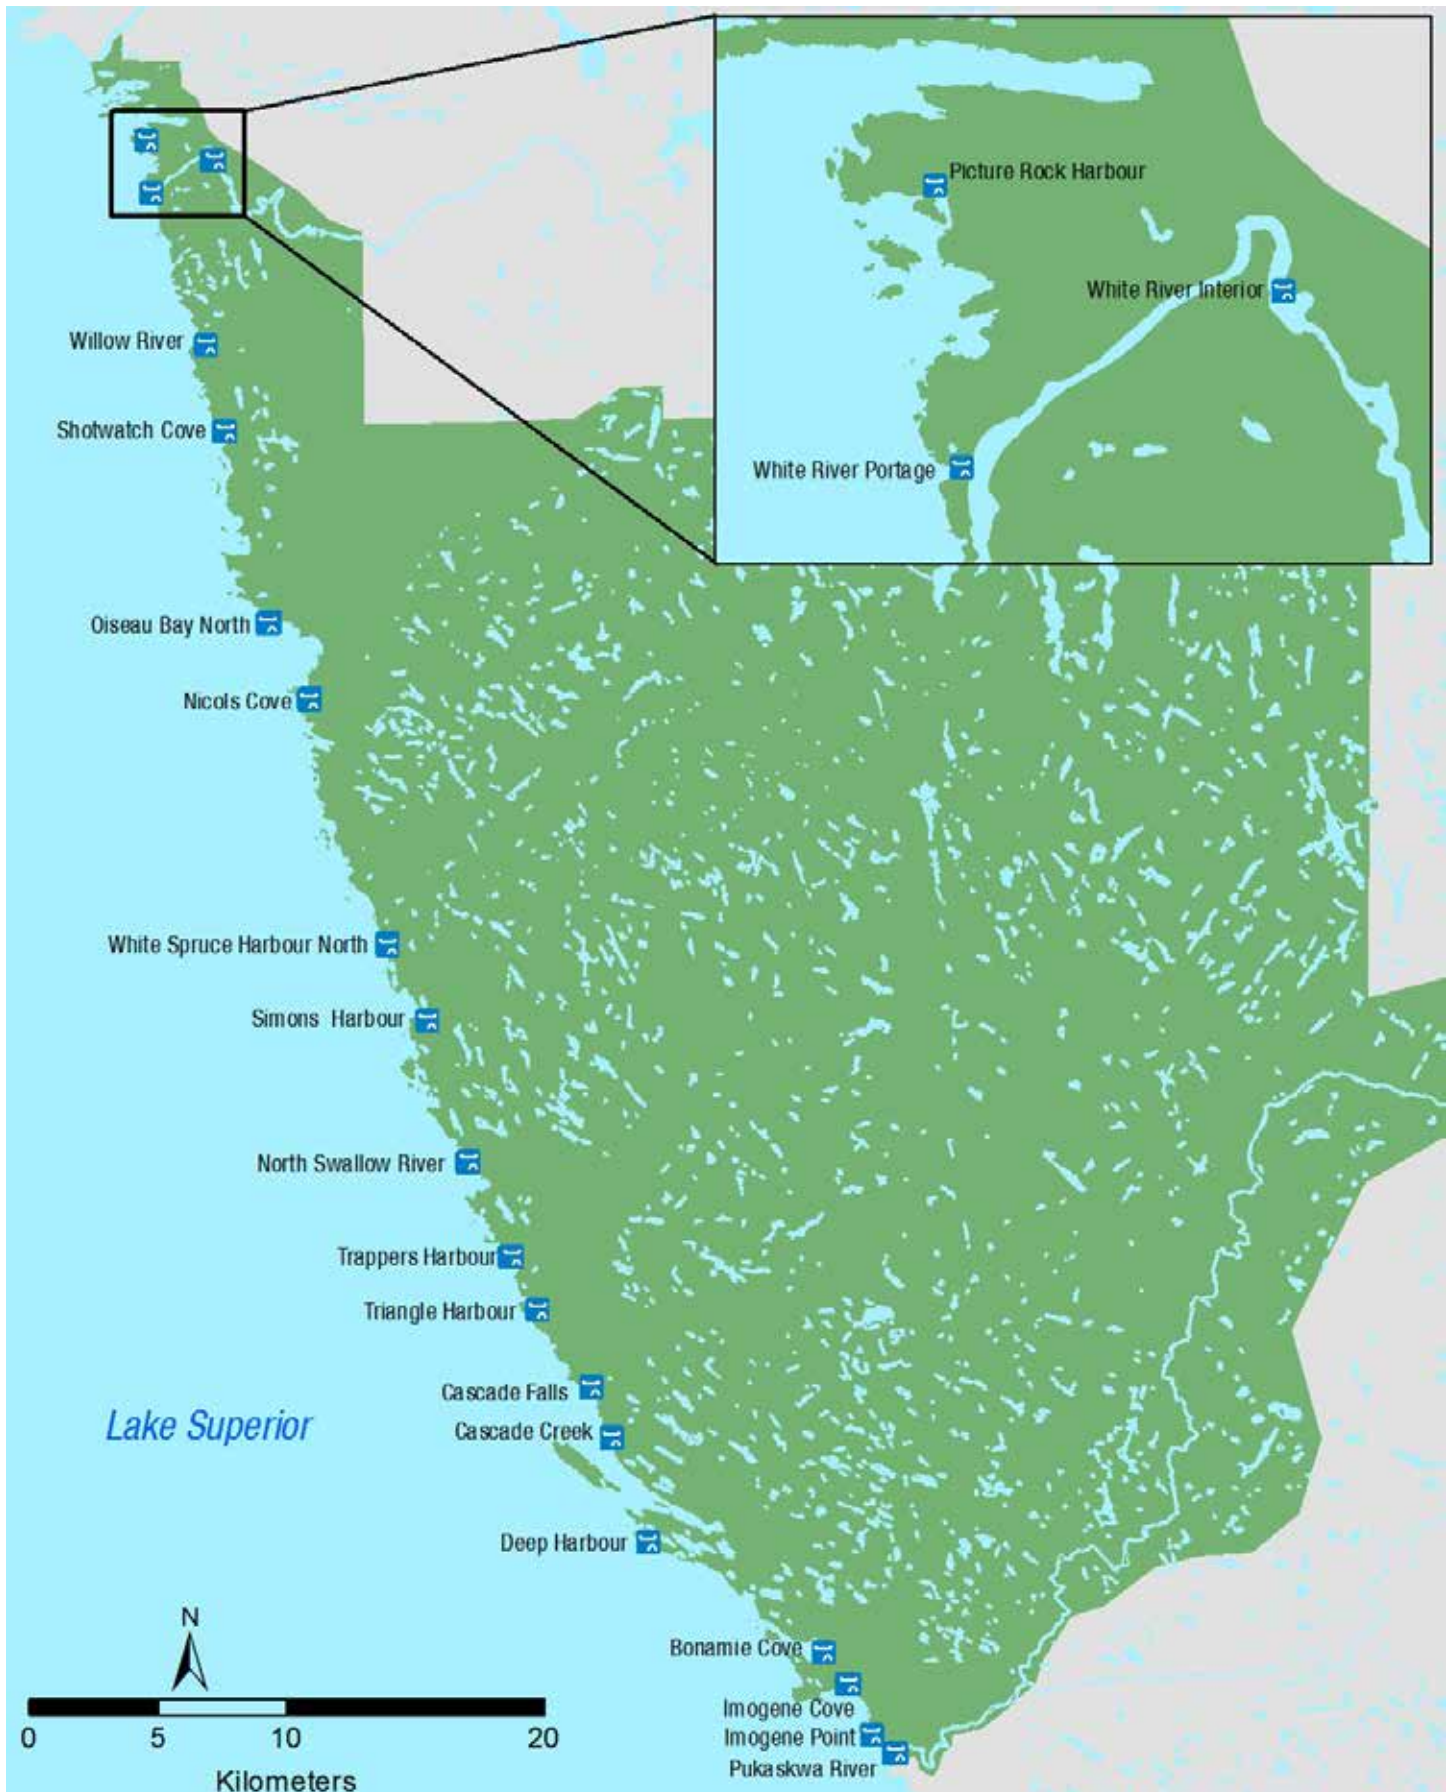 Picture Rock Harbour
White River Interior
White River Portage
Willow River
Shotwatch Cove
Oiseau Bay North
Nicols Cove
White Spruce Harbour North
Simons Harbour
North Swallow River
Trappers Harbour
Triangle Harbour
Cascade Falls
Cascade Creek
Lake Superior
Deep Harbour
Bonamie Cove
Imogene Cove
Imogene Point
Pukaskwa River
N
0 5 10 20
Kilometers